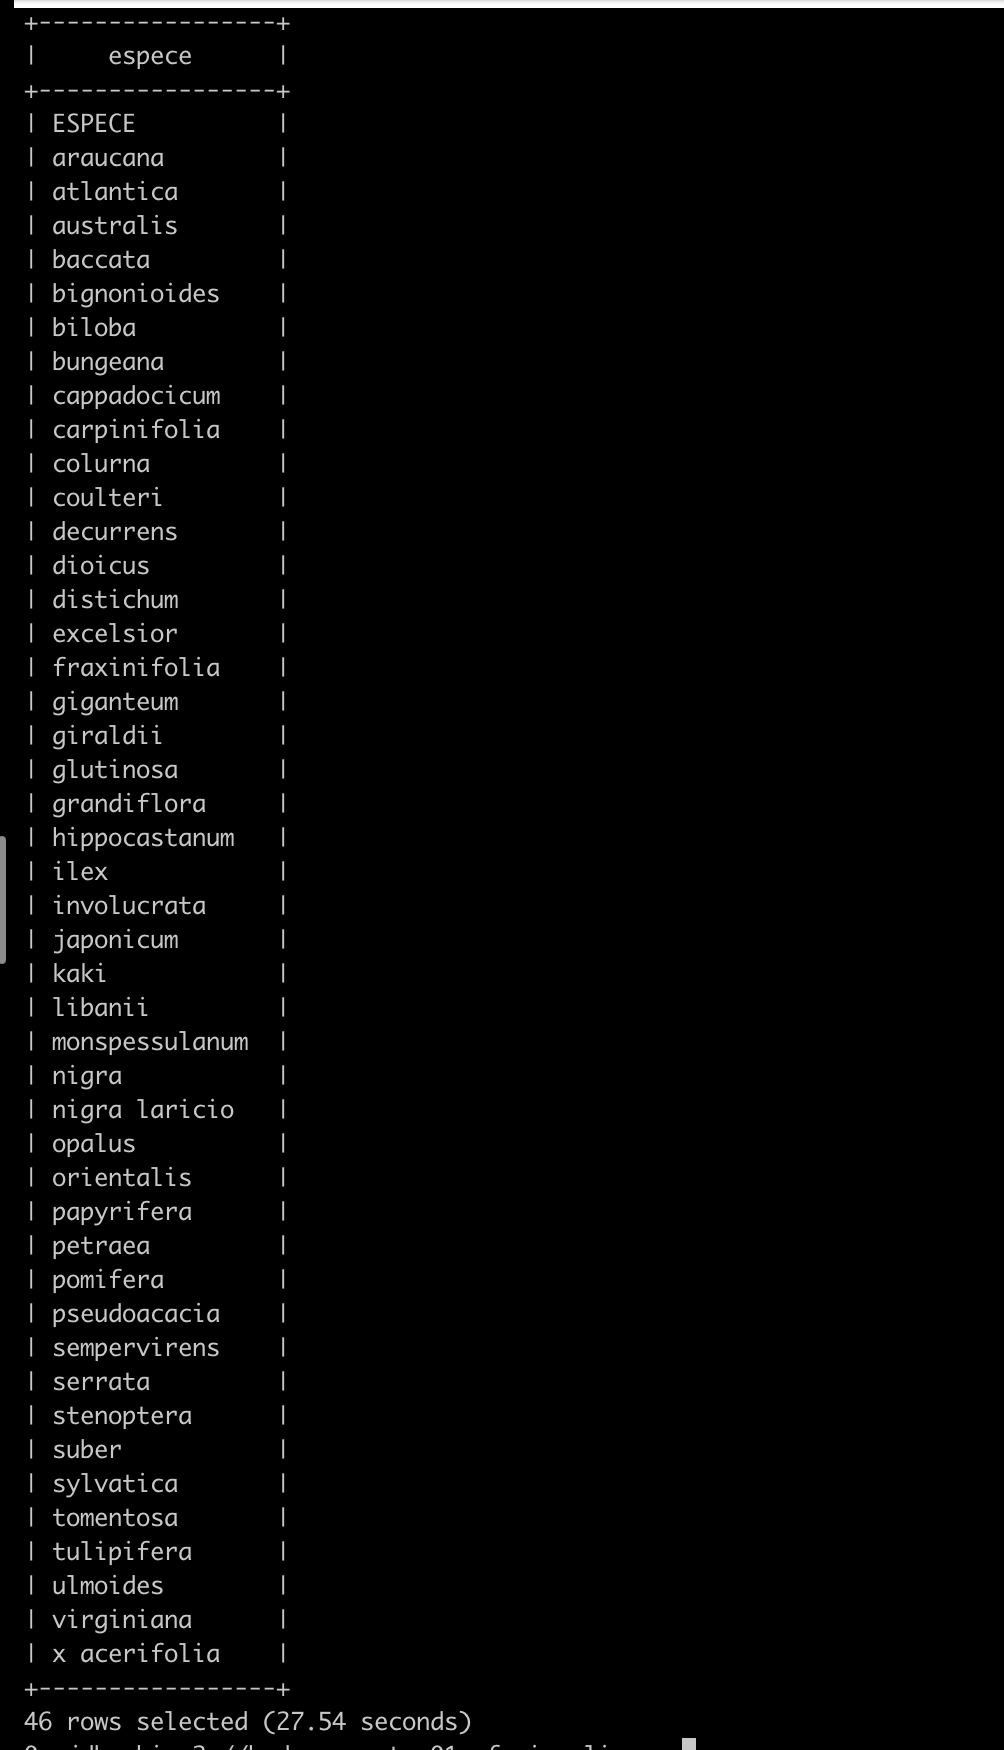 +-----------------+
| espece |
+-----------------+
| ESPECE |
| araucana |
| atlantica |
| australis |
| baccata |
| bignonioides |
| biloba |
| bungeana |
| cappadocicum |
| carpinifolia |
| colurna |
| coulteri |
| decurrens |
| dioicus |
| distichum |
| excelsior |
| fraxinifolia |
| giganteum |
| giraldii |
| glutinosa |
| grandiflora |
| hippocastanum |
| ilex |
| involucrata |
| japonicum |
| kaki |
| libanii |
| monspessulanum |
| nigra |
| nigra laricio |
| opalus |
| orientalis |
| papyrifera |
| petraea |
| pomifera |
| pseudoacacia |
| sempervirens |
| serrata |
| stenoptera |
| suber |
| sylvatica |
| tomentosa |
| tulipifera |
| ulmoides |
| virginiana |
| x acerifolia |
+-----------------+
46 rows selected (27.54 seconds)